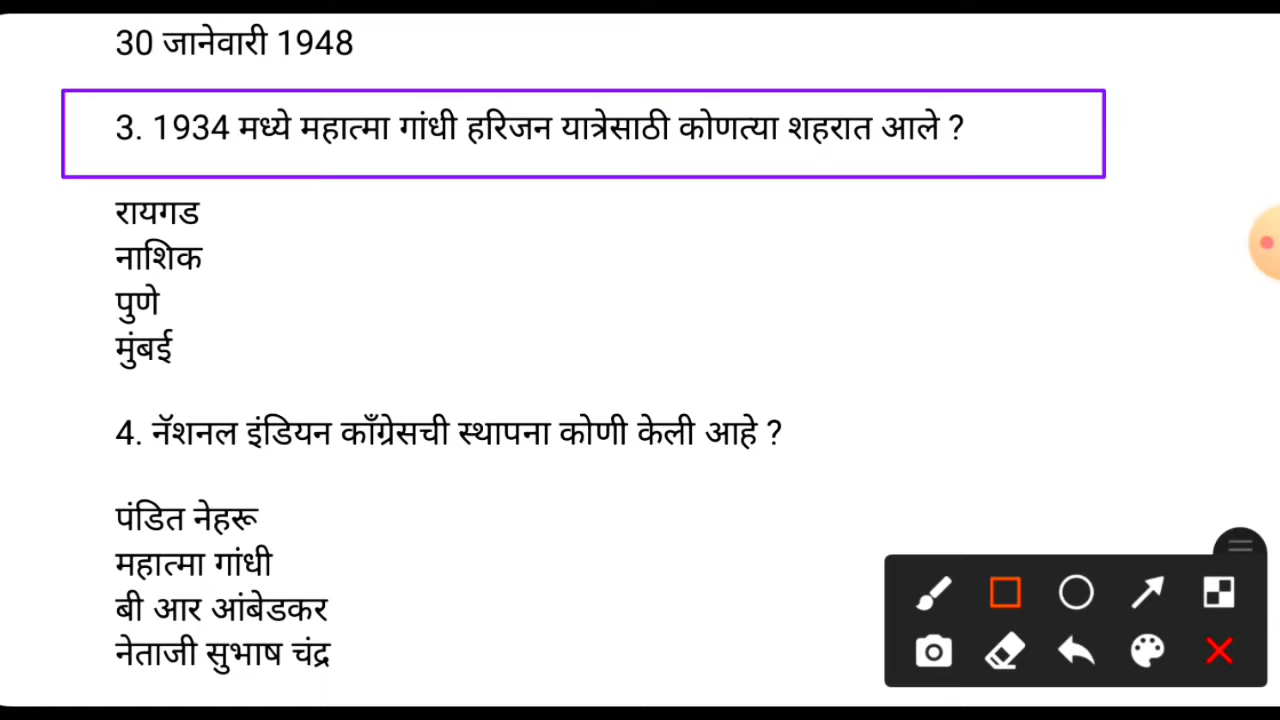 30 जानेवारी 1948
3. 1934 मध्ये महात्मा गांधी हरिजन यात्रेसाठी कोणत्या शहरात आले ?
रायगड
नाशिक
पुणे
मुंबई
4. नॅशनल इंडियन काँग्रेसची स्थापना कोणी केली आहे ?
पंडित नेहरू
महात्मा गांधी
बी आर आंबेडकर
नेताजी सुभाष चंद्र